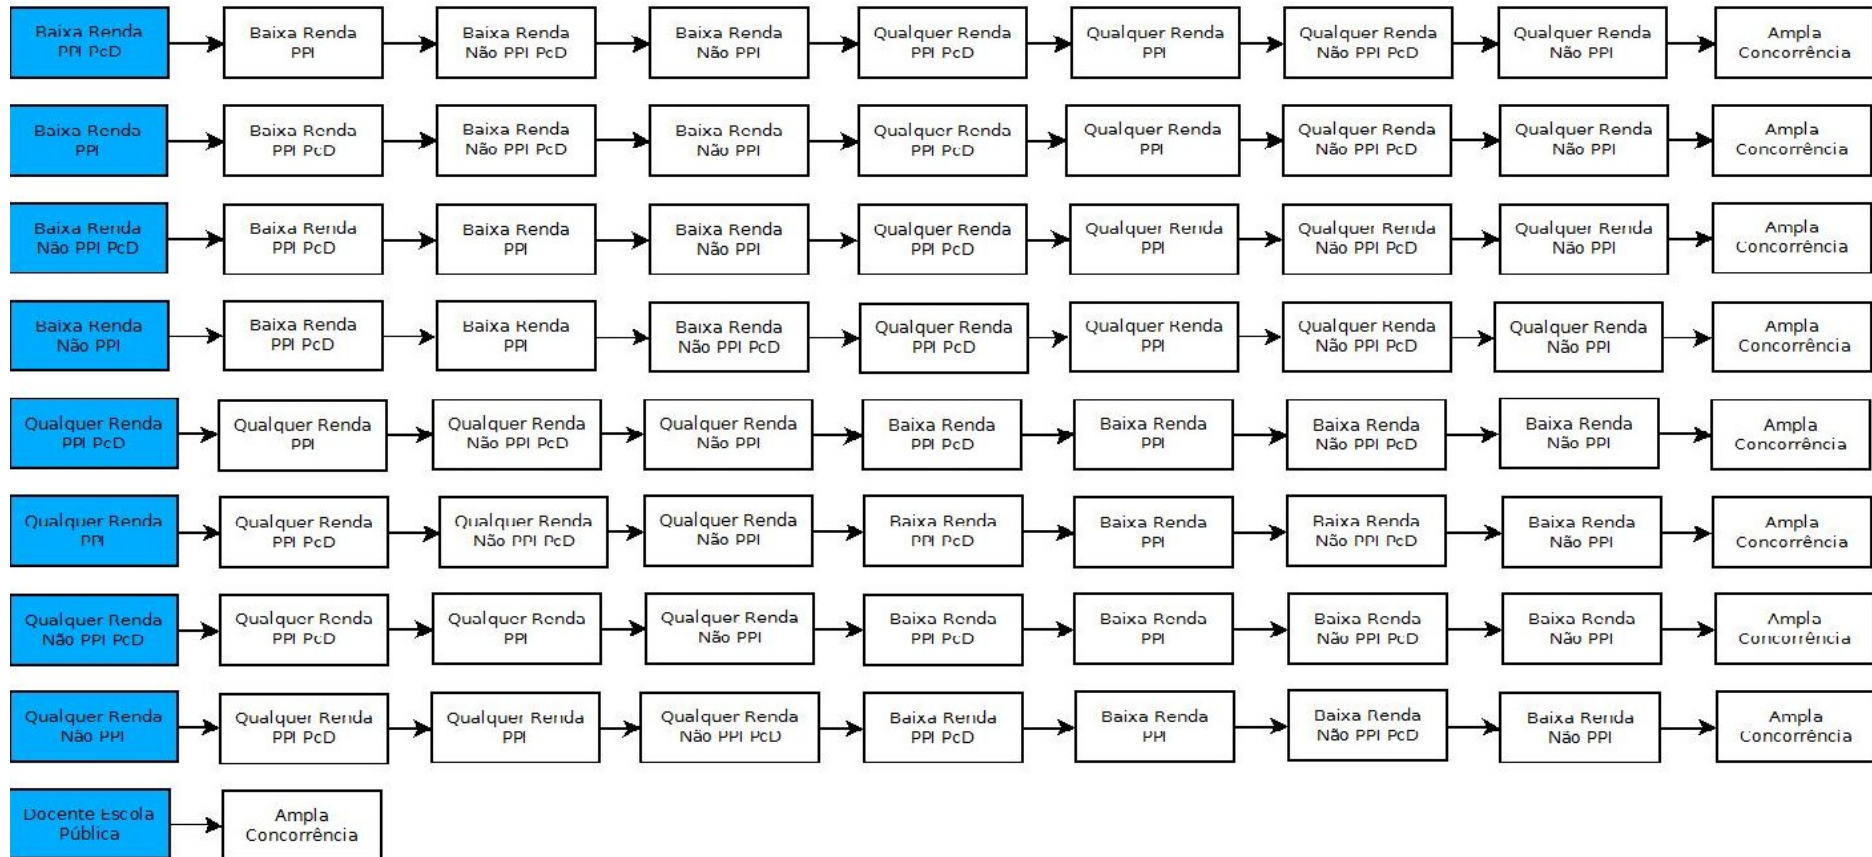 Baixa Renda
PPI PcD
Baixa Renda
PPI
Baixa Renda
Não PPI PcD
Baixa Renda
Não PPI
Qualquer Renda
PPI PcD
Qualquer Renda
PPI
Qualquer Renda
Não PPI PcD
Qualquer Renda
Não PPI
Ampla
Concorrência
Baixa Renda
PPI
Baixa Renda
PPI PcD
Baixa Renda
Não PPI PcD
Baixa Renda
Não PPI
Qualquer Renda
PPI PcD
Qualquer Renda
PPI
Qualquer Renda
Não PPI PcD
Qualquer Renda
Não PPI
Ampla
Concorrência
Baixa Renda
Não PPI PcD
Baixa Renda
PPI PcD
Baixa Renda
PPI
Baixa Renda
Não PPI
Qualquer Renda
PPI PcD
Qualquer Renda
PPI
Qualquer Renda
Não PPI PcD
Qualquer Renda
Não PPI
Ampla
Concorrência
Baixa Renda
Não PPI
Baixa Renda
PPI PcD
Baixa Renda
PPI
Baixa Renda
Não PPI PcD
Qualquer Renda
PPI PcD
Qualquer Renda
PPI
Qualquer Renda
Não PPI PcD
Qualquer Renda
Não PPI
Ampla
Concorrência
Qualquer Renda
PPI PcD
Qualquer Renda
PPI
Qualquer Renda
Não PPI PcD
Qualquer Renda
Não PPI
Baixa Renda
PPI PcD
Baixa Renda
PPI
Baixa Renda
Não PPI PcD
Baixa Renda
Não PPI
Ampla
Concorrência
Qualquer Renda
PPI
Qualquer Renda
PPI PcD
Qualquer Renda
Não PPI PcD
Qualquer Renda
Não PPI
Baixa Renda
PPI PcD
Baixa Renda
PPI
Baixa Renda
Não PPI PcD
Baixa Renda
Não PPI
Ampla
Concorrência
Qualquer Renda
Não PPI PcD
Qualquer Renda
PPI PcD
Qualquer Renda
PPI
Qualquer Renda
Não PPI
Baixa Renda
PPI PcD
Baixa Renda
PPI
Baixa Renda
Não PPI PcD
Baixa Renda
Não PPI
Ampla
Concorrência
Qualquer Renda
Não PPI
Qualquer Renda
PPI PcD
Qualquer Renda
PPI
Qualquer Renda
Não PPI PcD
Baixa Renda
PPI PcD
Baixa Renda
PPI
Baixa Renda
Não PPI PcD
Baixa Renda
Não PPI
Ampla
Concorrência
Docente Escola
Pública
Ampla
Concorrência